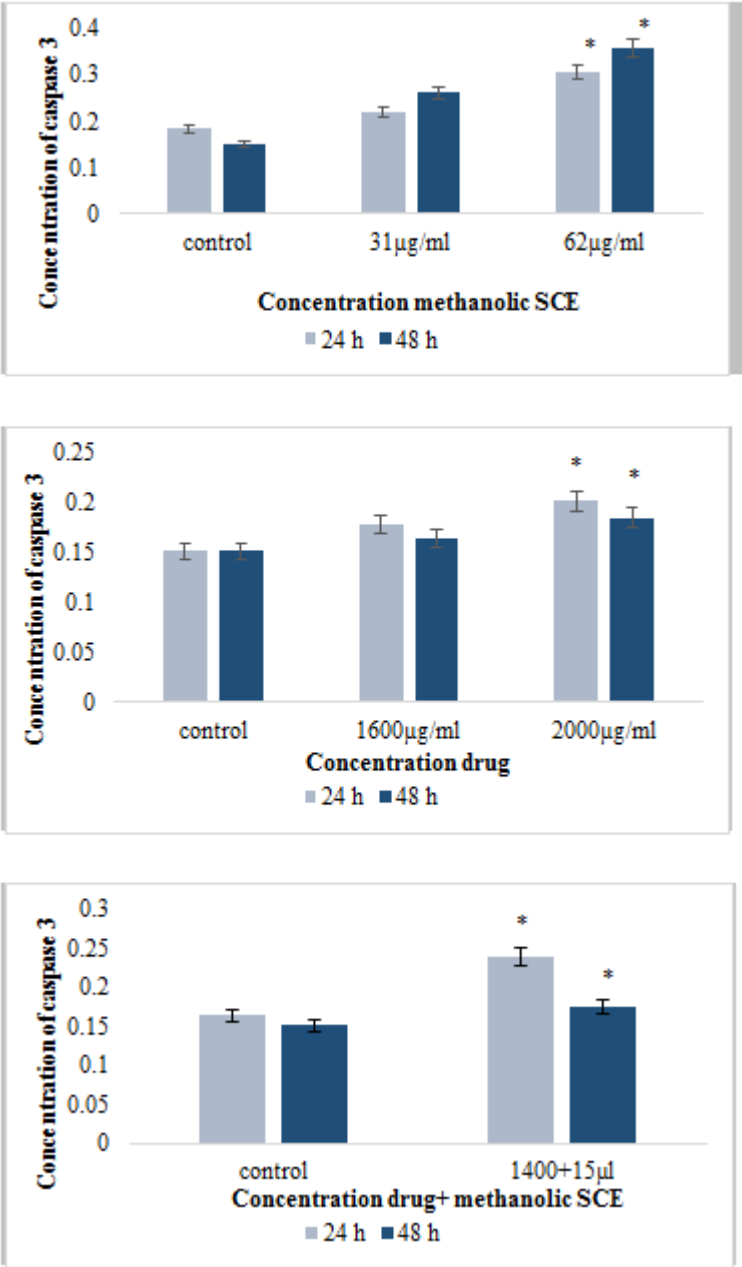 Concentration of caspase 3
0.4
0.3
0.2
0.1
0
* *
control 31µg/ml 62µg/ml
Concentration methanolic SCE
24 h 48 h
Concentration of caspase 3
0.25
0.2
0.15
0.1
0.05
0
* *
control 1600µg/ml 2000µg/ml
Concentration drug
24 h 48 h
Concentration of caspase 3
0.3
0.25
0.2
0.15
0.1
0.05
0
* *
control 1400+15µl
Concentration drug+ methanolic SCE
24 h 48 h